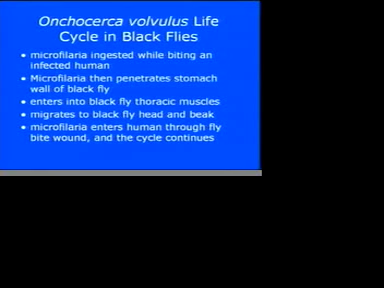 Onchocerca volvulus Life
Cycle in Black Flies
• microfilaria ingested while biting an
infected human
• Microfilaria then penetrates stomach
wall of black fly
• enters into black fly thoracic muscles
• migrates to black fly head and beak
• microfilaria enters human through fly
bite wound, and the cycle continues